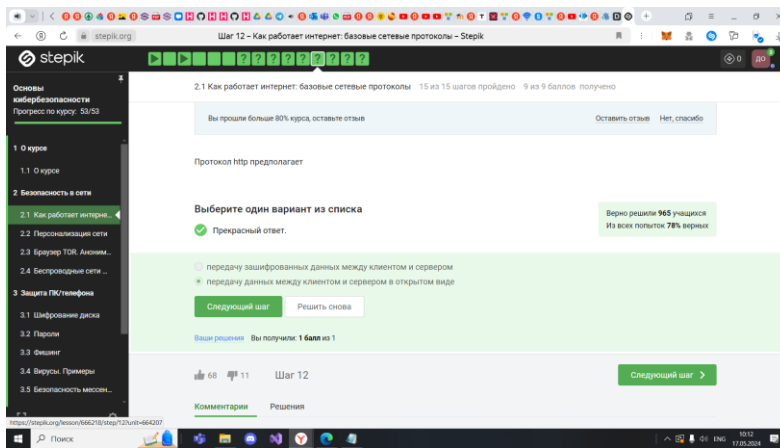 stepik.org
Шаг 12 – Как работает интернет: базовые сетевые протоколы – Stepik
stepik
0
ДО
Основы
кибербезопасности
Прогресс по курсу: 53/53
2.1 Как работает интернет: базовые сетевые протоколы 15 из 15 шагов пройдено 9 из 9 баллов получено
Вы прошли больше 80% курса, оставьте отзыв
Оставить отзыв Нет, спасибо
1 О курсе
1.1 О курсе
2 Безопасность в сети
2.1 Как работает интерне...
2.2 Персонализация сети
2.3 Браузер TOR. Аноним...
2.4 Беспроводные сети ...
3 Защита ПК/телефона
3.1 Шифрование диска
3.2 Пароли
3.3 Фишинг
3.4 Вирусы. Примеры
3.5 Безопасность мессен...
Протокол http предполагает
Выберите один вариант из списка
Прекрасный ответ.
Верно решили 965 учащихся
Из всех попыток 78% верных
передачу зашифрованных данных между клиентом и сервером
передачу данных между клиентом и сервером в открытом виде
Следующий шаг
Решить снова
Ваши решения Вы получили: 1 балл из 1
68 11 Шаг 12
Следующий шаг
Комментарии Решения
https://stepik.org/lesson/666218/step/12?unit=664207
Поиск
ENG
10:12
17.05.2024